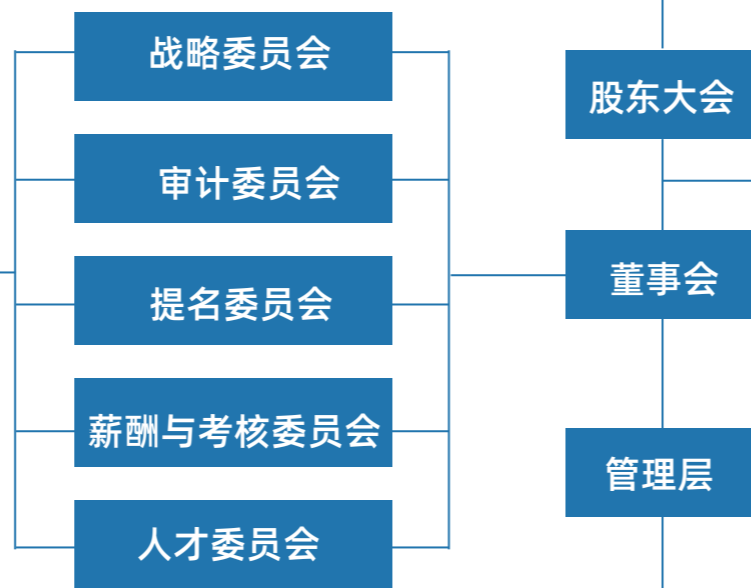 战略委员会
审计委员会
提名委员会
薪酬与考核委员会
人才委员会
股东大会
董事会
管理层